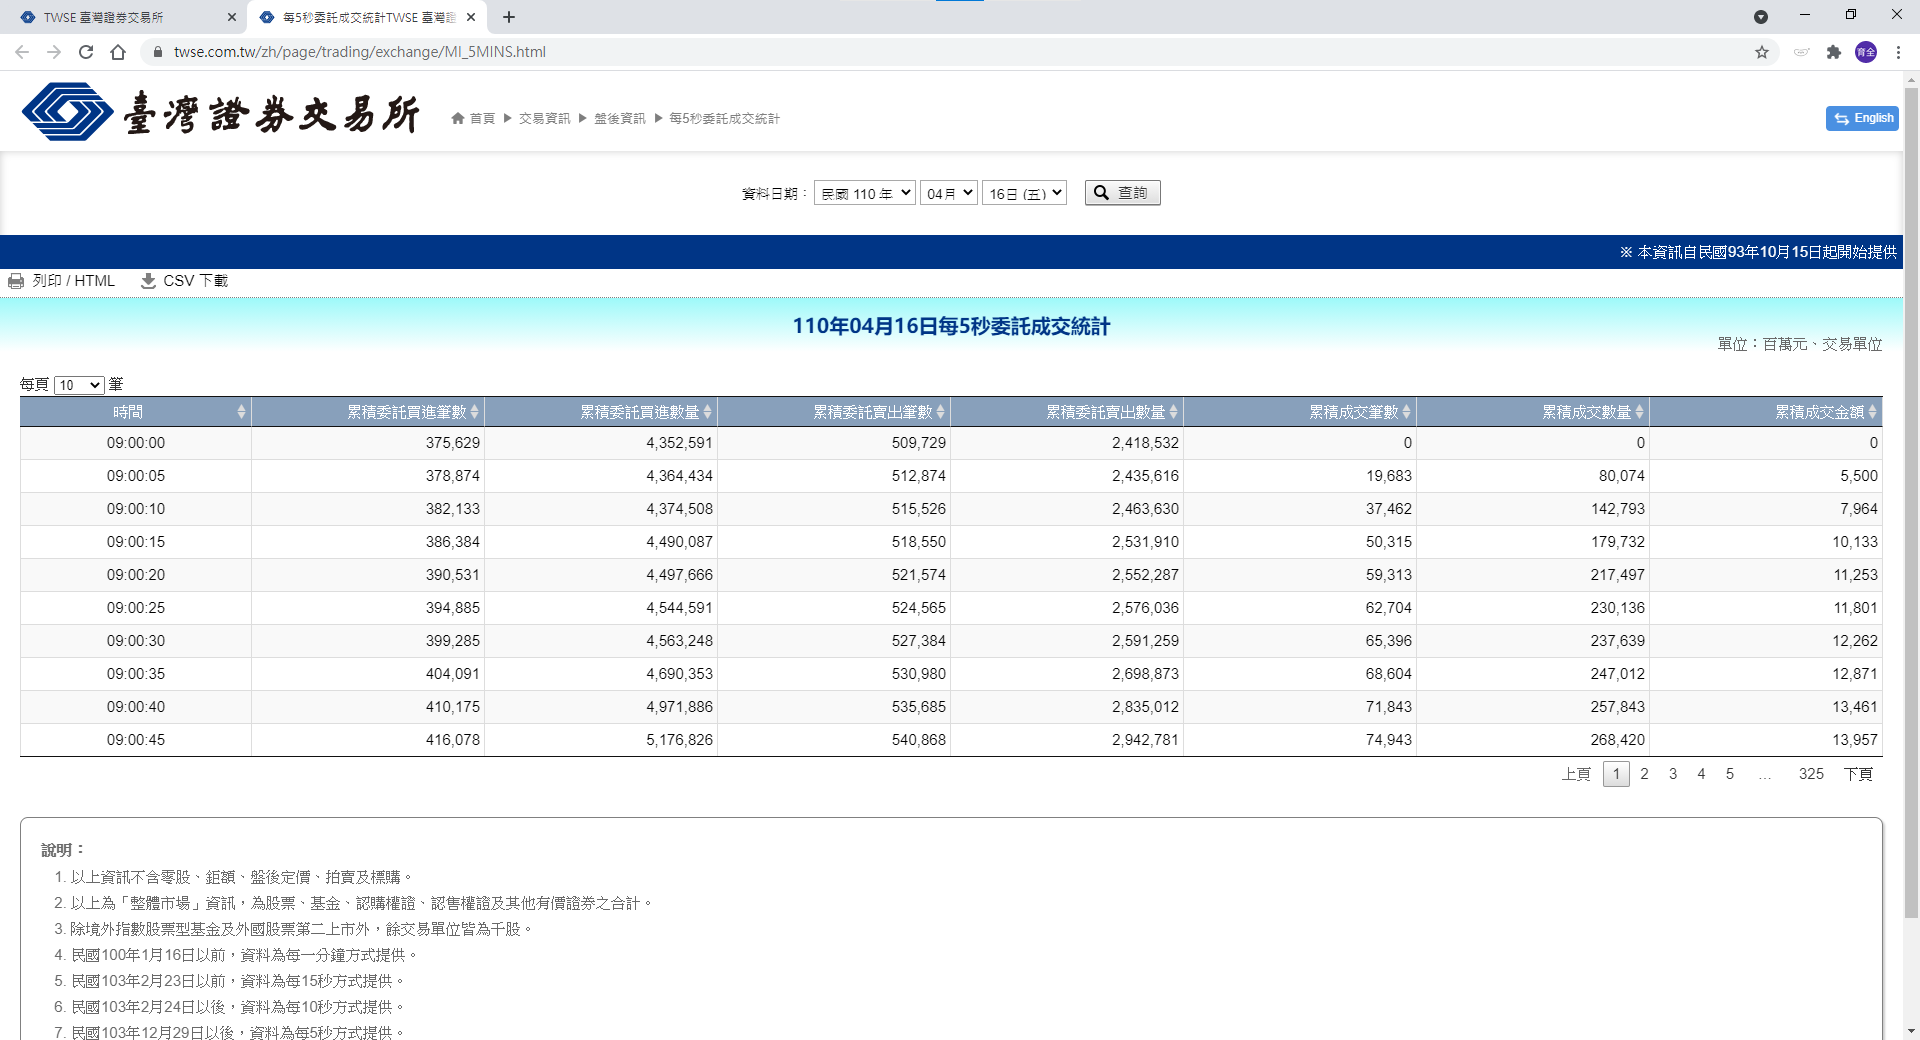 TWSE 臺灣證券交易所
每5秒委託成交統計TWSE 臺灣證
twse.com.tw/zh/page/trading/exchange/MI_5MINS.html
育全
臺灣證券交易所
首頁 ▶ 交易資訊 ▶ 盤後資訊 ▶ 每5秒委託成交統計
English
資料日期： 民國 110 年 04月 16日 (五) 查詢
※ 本資訊自民國93年10月15日起開始提供
列印 / HTML CSV 下載
110年04月16日每5秒委託成交統計
單位：百萬元、交易單位
每頁 10 筆
時間 累積委託買進筆數 累積委託買進數量 累積委託賣出筆數 累積委託賣出數量 累積成交筆數 累積成交數量 累積成交金額
09:00:00 375,629 4,352,591 509,729 2,418,532 0 0 0
09:00:05 378,874 4,364,434 512,874 2,435,616 19,683 80,074 5,500
09:00:10 382,133 4,374,508 515,526 2,463,630 37,462 142,793 7,964
09:00:15 386,384 4,490,087 518,550 2,531,910 50,315 179,732 10,133
09:00:20 390,531 4,497,666 521,574 2,552,287 59,313 217,497 11,253
09:00:25 394,885 4,544,591 524,565 2,576,036 62,704 230,136 11,801
09:00:30 399,285 4,563,248 527,384 2,591,259 65,396 237,639 12,262
09:00:35 404,091 4,690,353 530,980 2,698,873 68,604 247,012 12,871
09:00:40 410,175 4,971,886 535,685 2,835,012 71,843 257,843 13,461
09:00:45 416,078 5,176,826 540,868 2,942,781 74,943 268,420 13,957
上頁 1 2 3 4 5 … 325 下頁
說明：
1. 以上資訊不含零股、鉅額、盤後定價、拍賣及標購。
2. 以上為「整體市場」資訊，為股票、基金、認購權證、認售權證及其他有價證券之合計。
3. 除境外指數股票型基金及外國股票第二上市外，餘交易單位皆為千股。
4. 民國100年1月16日以前，資料為每一分鐘方式提供。
5. 民國103年2月23日以前，資料為每15秒方式提供。
6. 民國103年2月24日以後，資料為每10秒方式提供。
7. 民國103年12月29日以後，資料為每5秒方式提供。